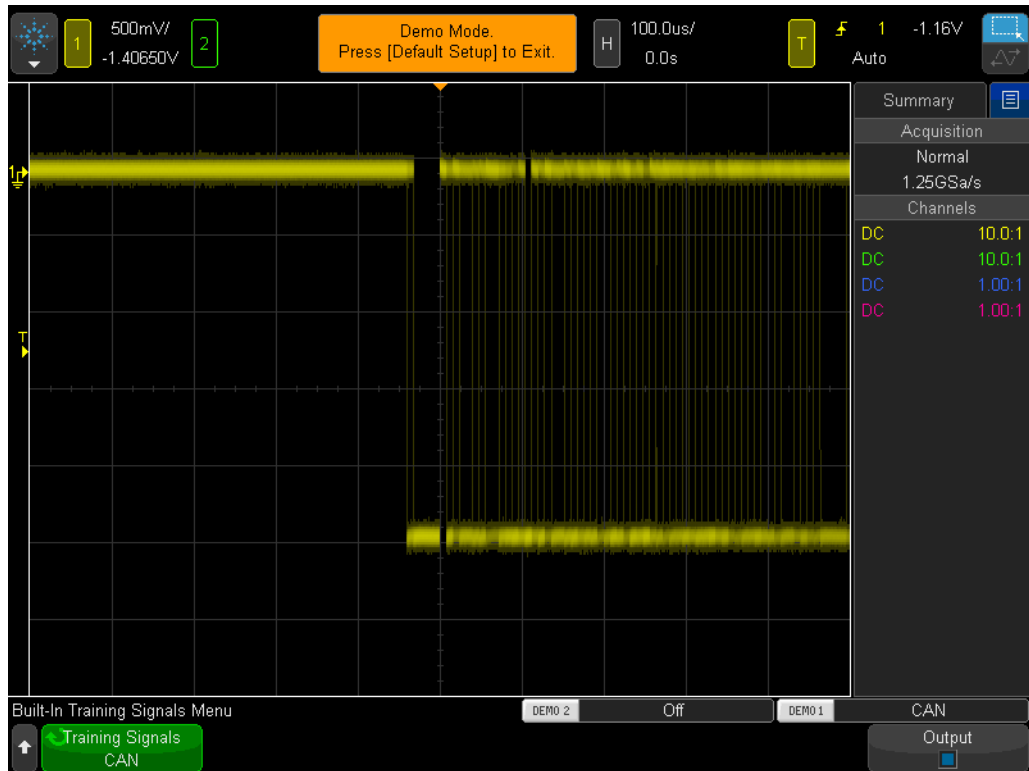 1 500mV/ -1.40650V 2 Demo Mode. Press [Default Setup] to Exit. H 100.0us/ 0.0s T 1 -1.16V Auto
Summary
Acquisition
Normal
1.25GSa/s
Channels
DC 10.0:1
DC 10.0:1
DC 1.00:1
DC 1.00:1
1
T
Built-In Training Signals Menu DEMO 2 Off DEMO 1 CAN
Training Signals
CAN
Output